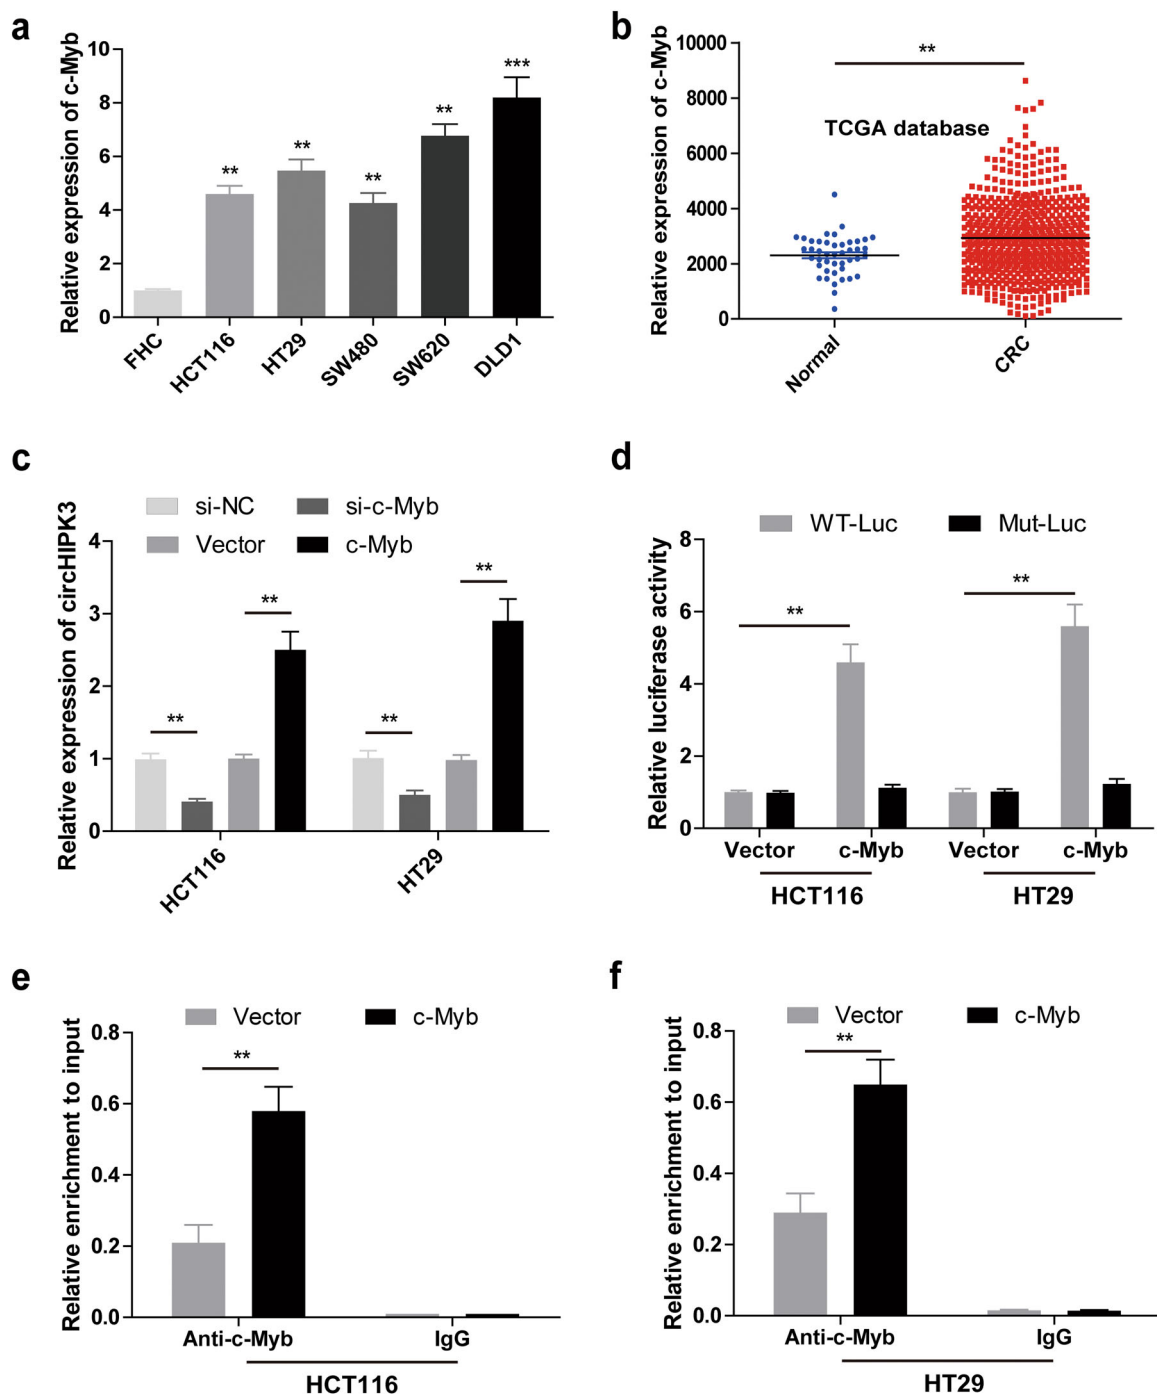 a
Relative expression of c-Myb
10
8
6
4
2
0
**
**
**
**
***
FHC
HCT116
HT29
SW480
SW620
DLD1
b
Relative expression of c-Myb
10000
8000
6000
4000
2000
0
**
TCGA database
Normal
CRC
c
si-NC
si-c-Myb
Vector
c-Myb
Relative expression of circHIPK3
4
3
2
1
0
**
**
**
**
HCT116
HT29
d
WT-Luc
Mut-Luc
Relative luciferase activity
8
6
4
2
0
**
**
Vector
c-Myb
Vector
c-Myb
HCT116
HT29
e
Vector
c-Myb
Relative enrichment to input
0.8
0.6
0.4
0.2
0.0
**
Anti-c-Myb
IgG
HCT116
f
Vector
c-Myb
Relative enrichment to input
0.8
0.6
0.4
0.2
0.0
**
Anti-c-Myb
IgG
HT29